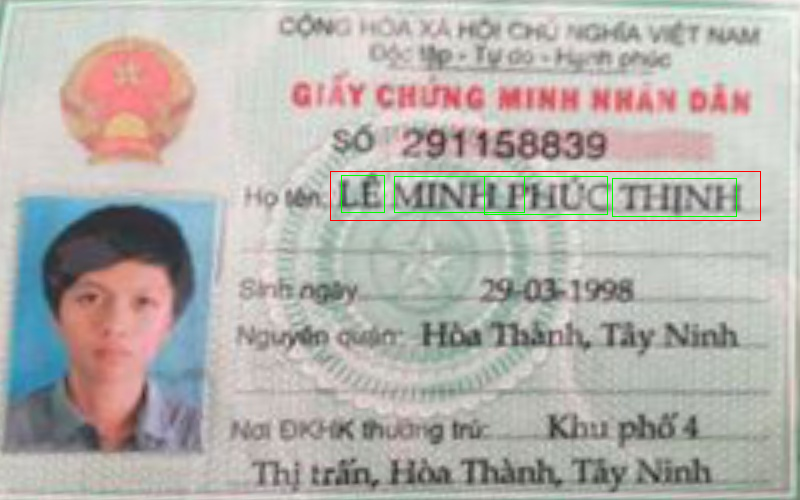 CỘNG HÒA XÃ HỘI CHỦ NGHĨA VIỆT NAM
Độc lập - Tự do - Hạnh phúc
GIẤY CHỨNG MINH NHÂN DÂN
SỐ 291158839
Họ tên: LÊ MINH PHÚC THỊNH
Sinh ngày 29-03-1998
Nguyên quán: Hòa Thành, Tây Ninh
Nơi ĐKHK thường trú: Khu phố 4
Thị trấn, Hòa Thành, Tây Ninh